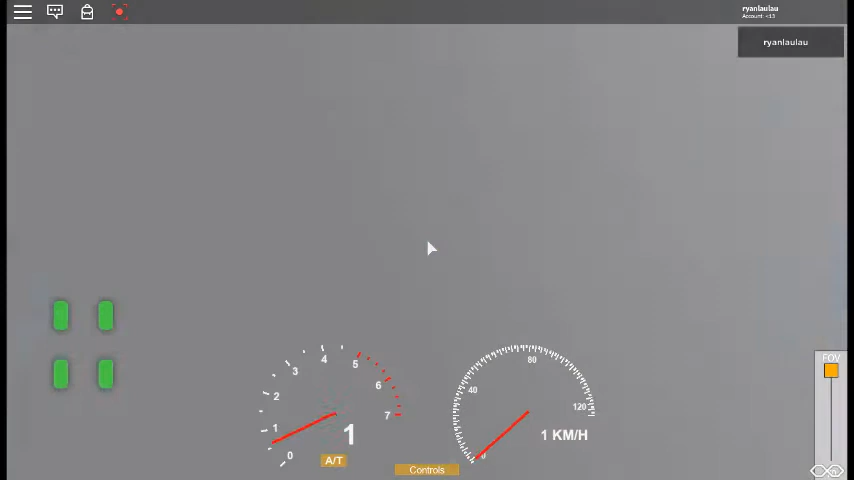 ryanlaulau
Account: <13
ryanlaulau
FOV
0
1
2
3
4
5
6
7
1
A/T
0
40
80
120
1 KM/H
Controls